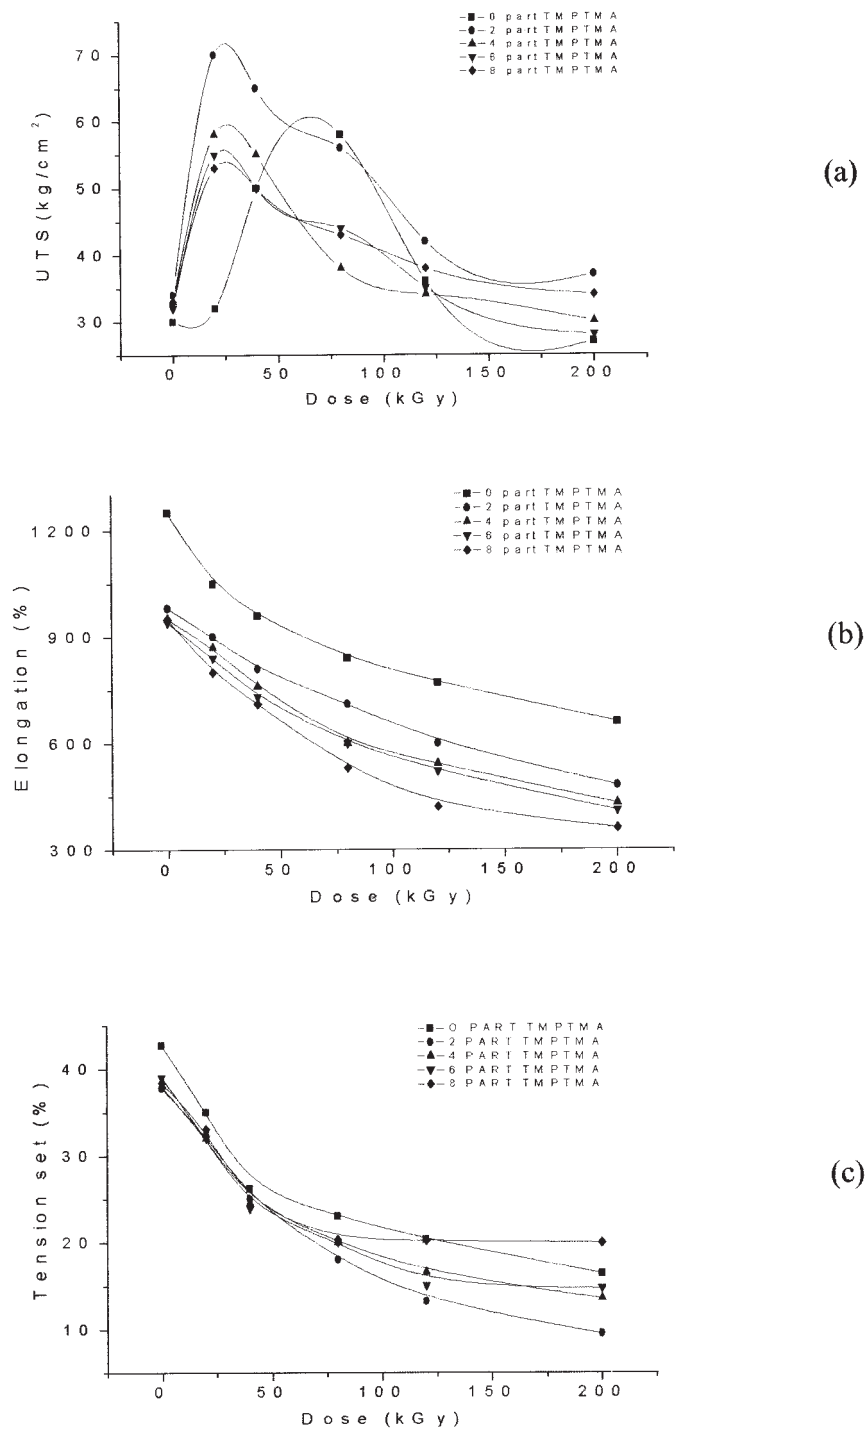 0 part TMPTMA
2 part TMPTMA
4 part TMPTMA
6 part TMPTMA
8 part TMPTMA
70
60
50
40
30
UTS (kg/cm²)
0 50 100 150 200
Dose (kGy)
(a)
0 part TMPTMA
2 part TMPTMA
4 part TMPTMA
6 part TMPTMA
8 part TMPTMA
1200
900
600
300
Elongation (%)
0 50 100 150 200
Dose (kGy)
(b)
0 PART TMPTMA
2 PART TMPTMA
4 PART TMPTMA
6 PART TMPTMA
8 PART TMPTMA
40
30
20
10
Tension set (%)
0 50 100 150 200
Dose (kGy)
(c)